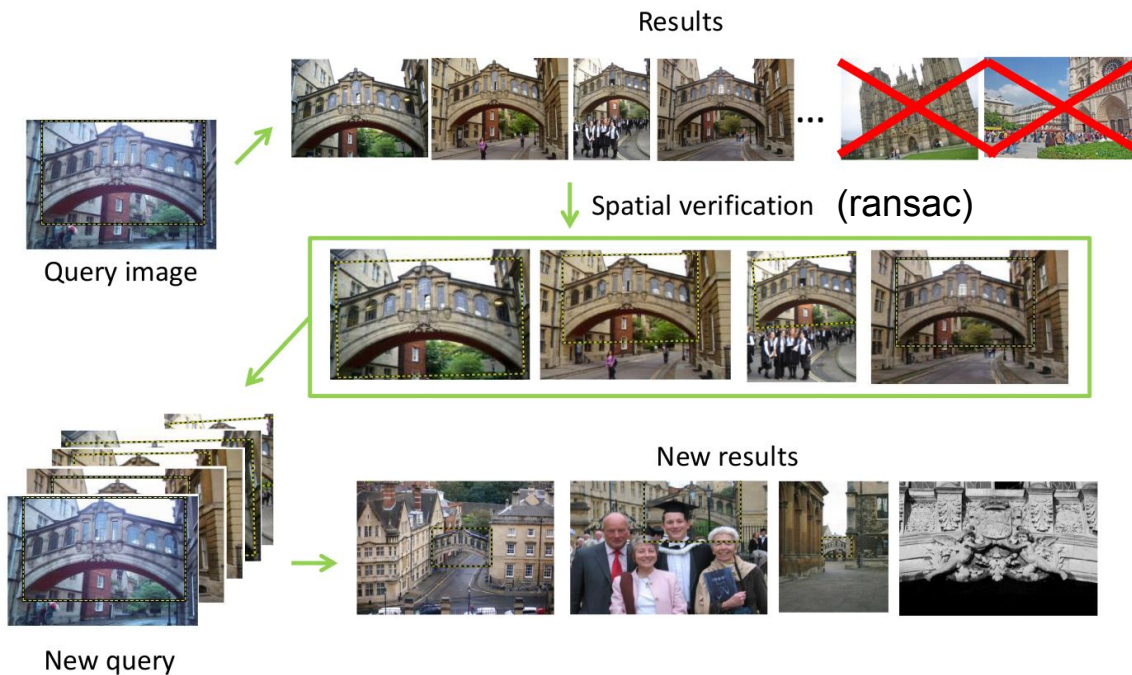 Results
...
Query image
Spatial verification (ransac)
New results
New query